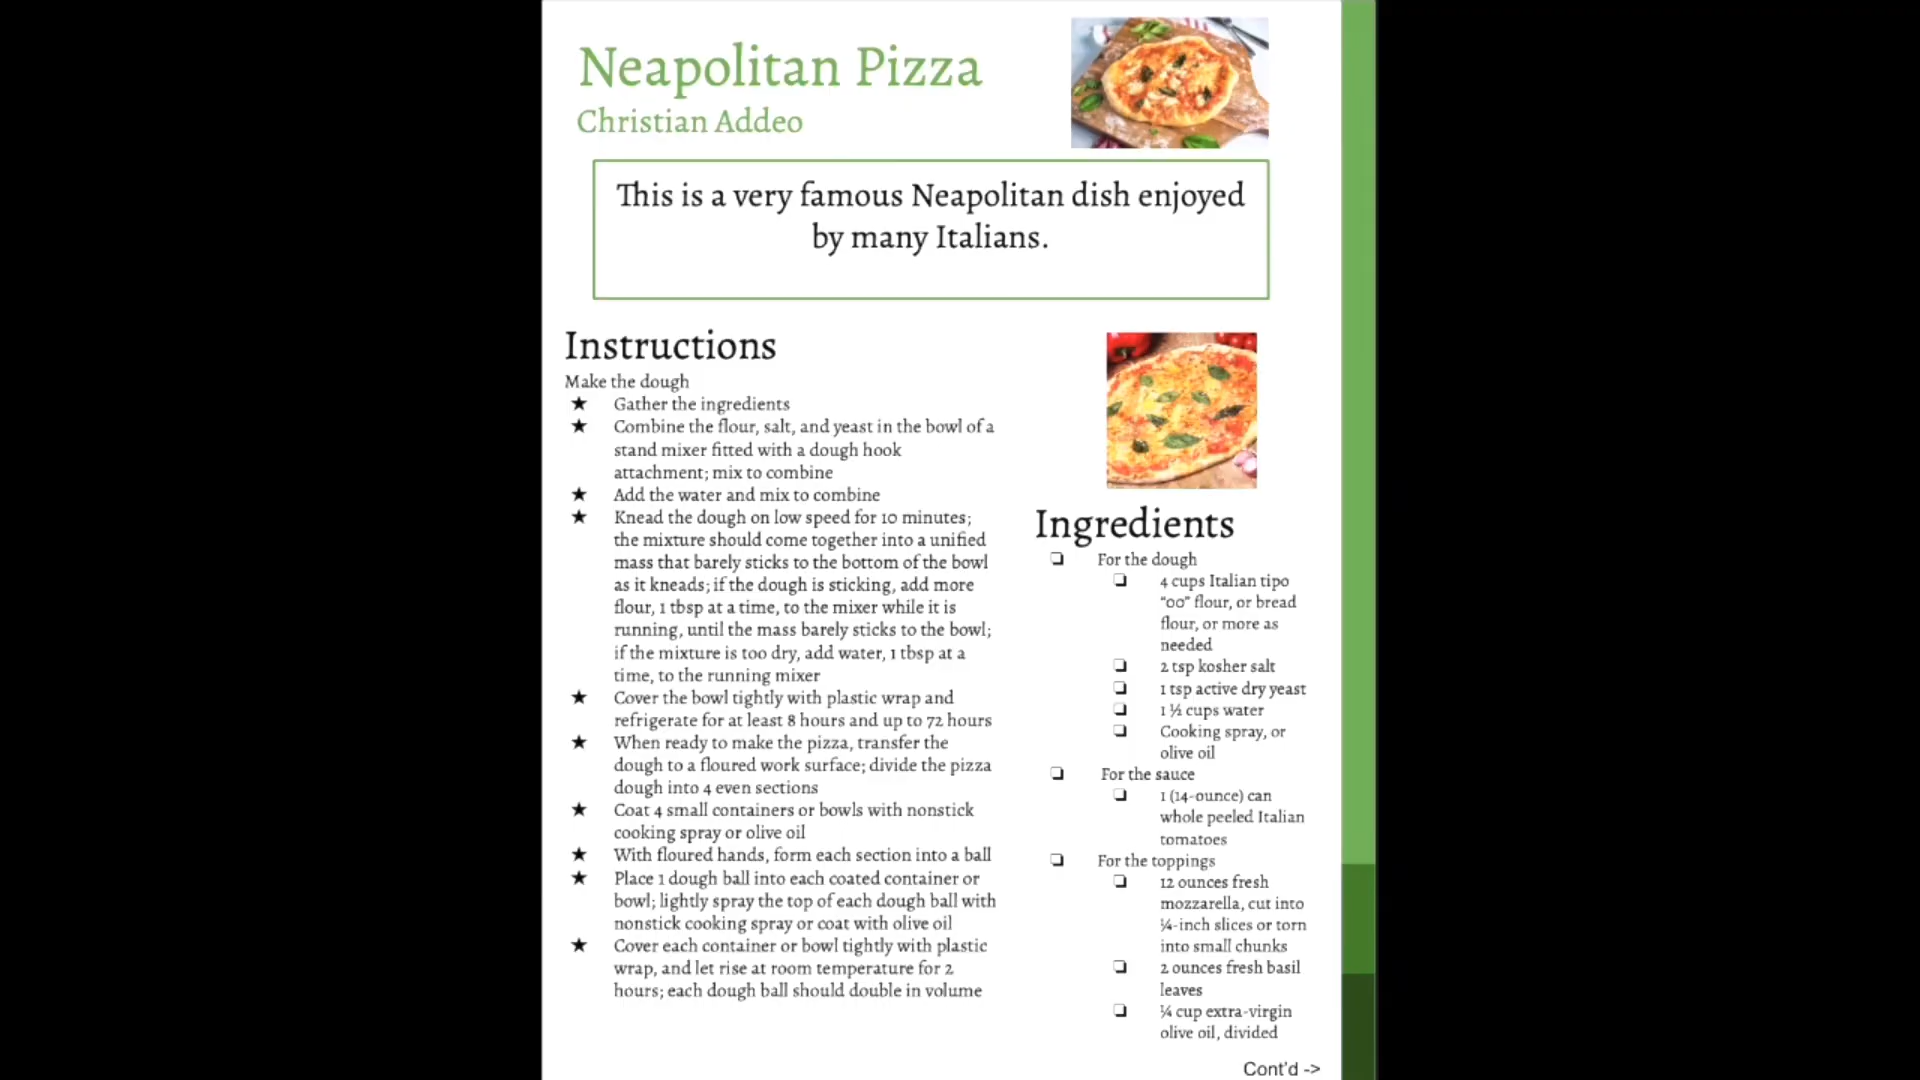 Neapolitan Pizza
Christian Addeo
This is a very famous Neapolitan dish enjoyed
by many Italians.
Instructions
Make the dough
★ Gather the ingredients
★ Combine the flour, salt, and yeast in the bowl of a
stand mixer fitted with a dough hook
attachment; mix to combine
★ Add the water and mix to combine
★ Knead the dough on low speed for 10 minutes;
the mixture should come together into a unified
mass that barely sticks to the bottom of the bowl
as it kneads; if the dough is sticking, add more
flour, 1 tbsp at a time, to the mixer while it is
running, until the mass barely sticks to the bowl;
if the mixture is too dry, add water, 1 tbsp at a
time, to the running mixer
★ Cover the bowl tightly with plastic wrap and
refrigerate for at least 8 hours and up to 72 hours
★ When ready to make the pizza, transfer the
dough to a floured work surface; divide the pizza
dough into 4 even sections
★ Coat 4 small containers or bowls with nonstick
cooking spray or olive oil
★ With floured hands, form each section into a ball
★ Place 1 dough ball into each coated container or
bowl; lightly spray the top of each dough ball with
nonstick cooking spray or coat with olive oil
★ Cover each container or bowl tightly with plastic
wrap, and let rise at room temperature for 2
hours; each dough ball should double in volume
Ingredients
❏ For the dough
❏ 4 cups Italian tipo
“00” flour, or bread
flour, or more as
needed
❏ 2 tsp kosher salt
❏ 1 tsp active dry yeast
❏ 1 ½ cups water
❏ Cooking spray, or
olive oil
❏ For the sauce
❏ 1 (14-ounce) can
whole peeled Italian
tomatoes
❏ For the toppings
❏ 12 ounces fresh
mozzarella, cut into
¼-inch slices or torn
into small chunks
❏ 2 ounces fresh basil
leaves
❏ ¼ cup extra-virgin
olive oil, divided
Cont'd ->